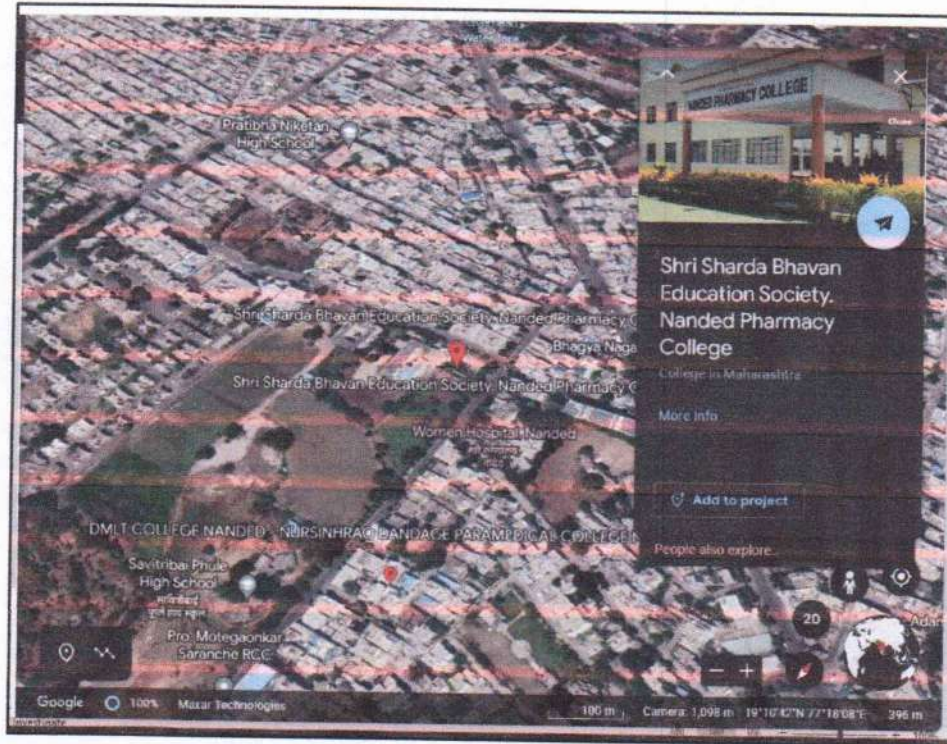 Pratibha Niketan
High School
NANDED PHARMACY COLLEGE
Close
Shri Sharda Bhavan
Education Society.
Nanded Pharmacy
College
College in Maharashtra
More info
Add to project
People also explore...
Shri Sharda Bhavan Education Society, Nanded Pharmacy C
Bhagya Naga
Shri Sharda Bhavan Education Society, Nanded Pharmacy C
Women Hospital, Nanded
DMLT COLLEGE NANDED - NURSINHRAO DANDAGE PARAMEDICAL COLLEGE N
Savitribai Phule
High School
Pro. Motegaonkar
Saranche RCC
2D
Google
100%
Maxar Technologies
100 m
Camera: 1,098 m
19°10'42"N 77°18'08"E
396 m